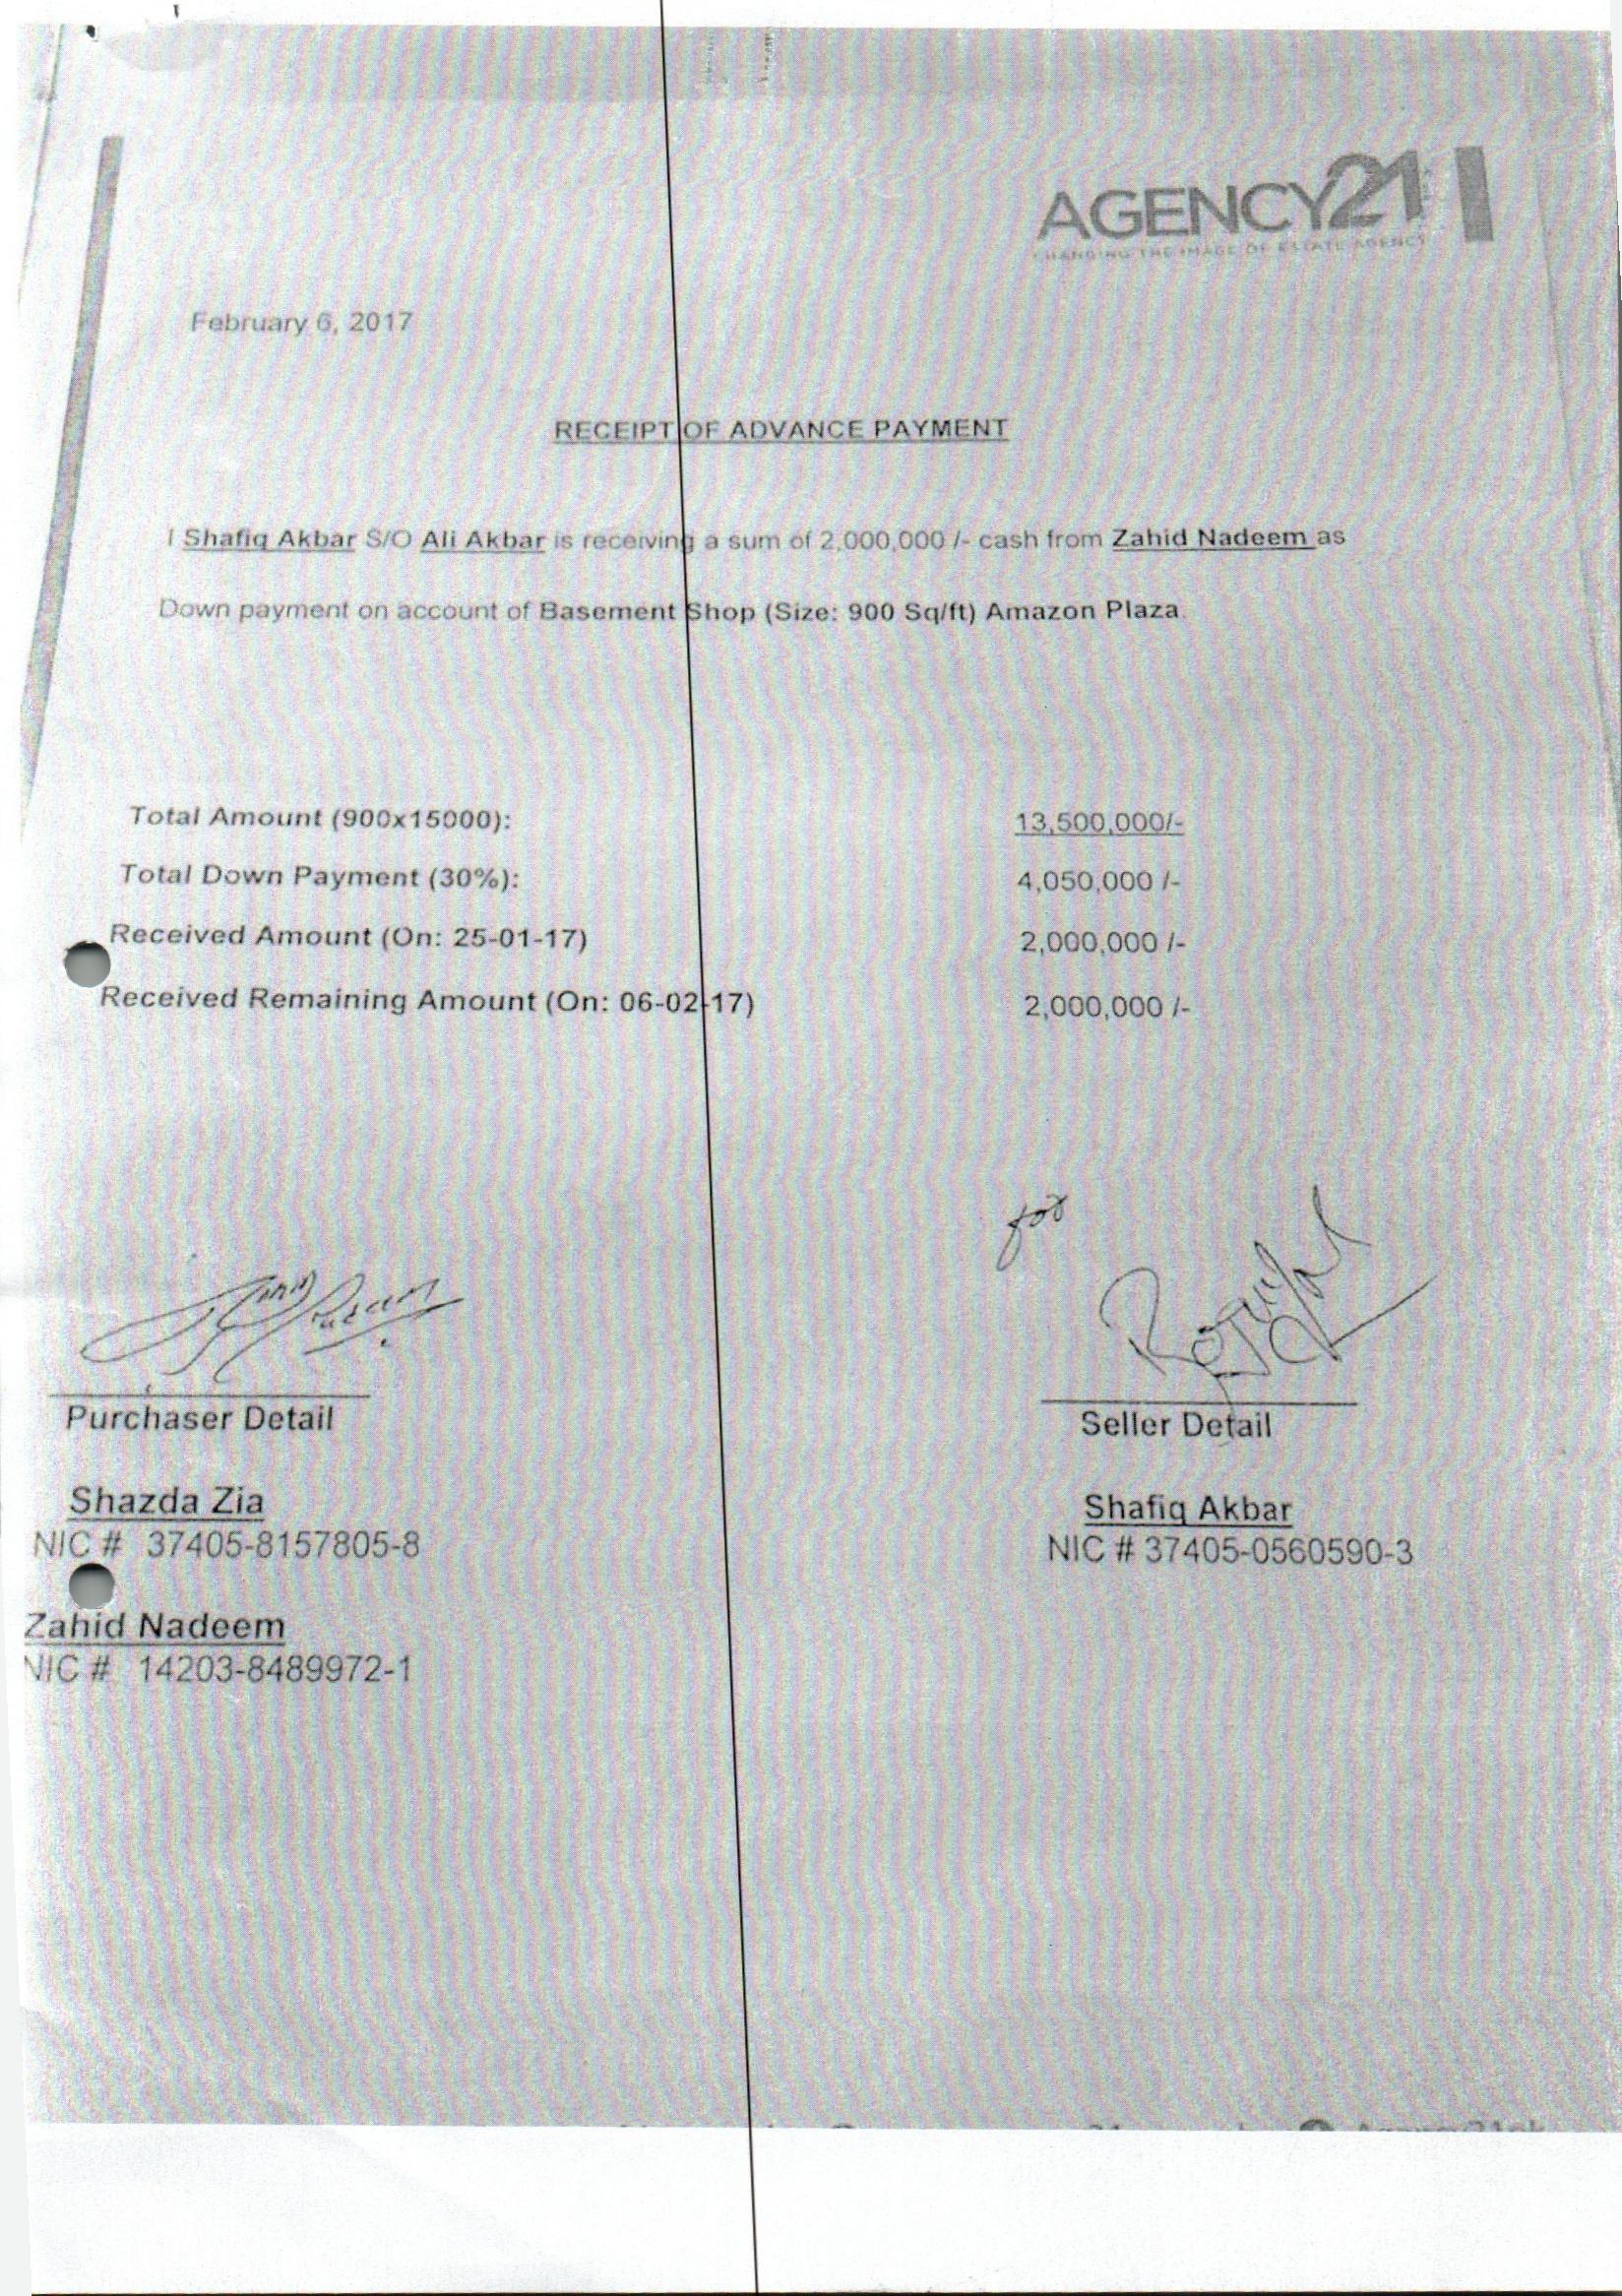 AGENCY21
CHANGING THE IMAGE OF ESTATE AGENCY
February 6, 2017
RECEIPT OF ADVANCE PAYMENT
I Shafiq Akbar S/O Ali Akbar is receiving a sum of 2,000,000 /- cash from Zahid Nadeem as
Down payment on account of Basement Shop (Size: 900 Sq/ft) Amazon Plaza.
Total Amount (900x15000): 13,500,000/-
Total Down Payment (30%): 4,050,000 /-
Received Amount (On: 25-01-17) 2,000,000 /-
Received Remaining Amount (On: 06-02-17) 2,000,000 /-
for
Purchaser Detail Seller Detail
Shazda Zia Shafiq Akbar
NIC # 37405-8157805-8 NIC # 37405-0560590-3
Zahid Nadeem
NIC # 14203-8489972-1